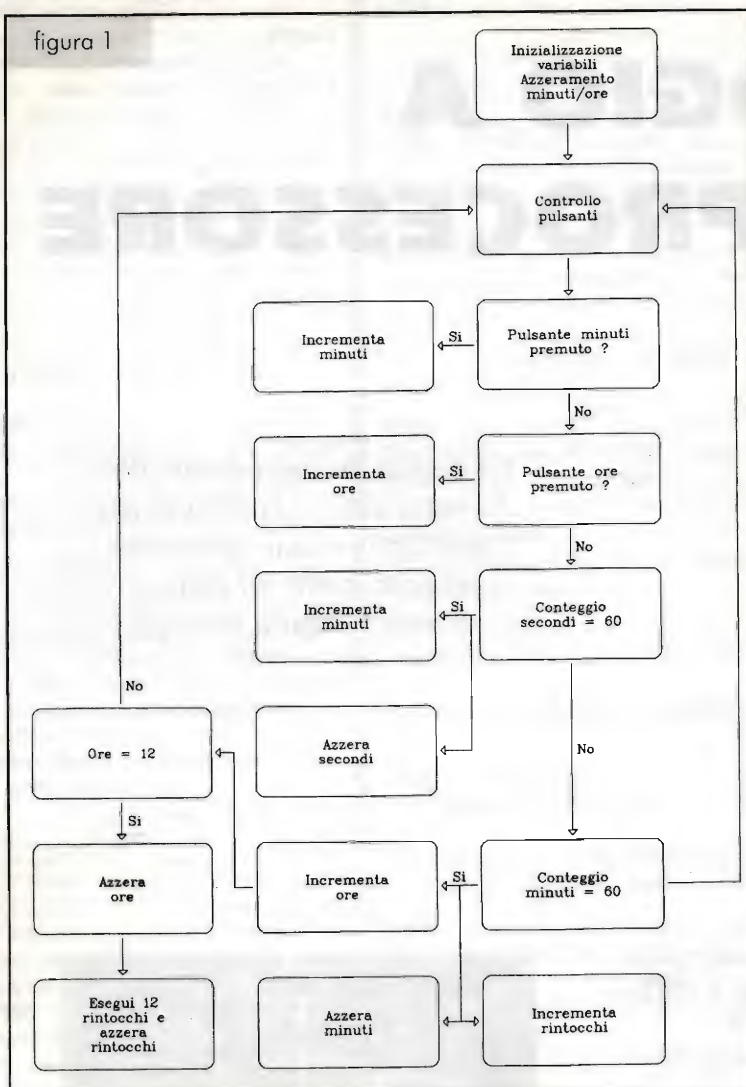 figura 1
Inizializzazione
variabili
Azzeramento
minuti/ore
Controllo
pulsanti
Pulsante minuti
premuto ?
Si
Incrementa
minuti
No
Pulsante ore
premuto ?
Si
Incrementa
ore
No
Conteggio
secondi = 60
Si
Incrementa
minuti
Azzera
secondi
No
No
Ore = 12
Si
Incrementa
ore
Si
Conteggio
minuti = 60
Azzera
ore
Esegui 12
rintocchi e
azzera
rintocchi
Azzera
minuti
Incrementa
rintocchi